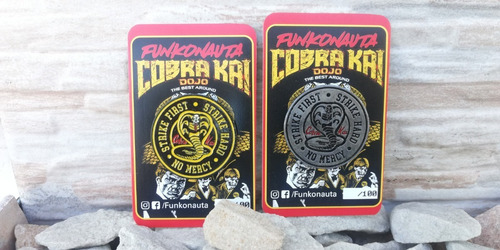 FUNKONAUTA
COBRA KAI
DOJO
THE BEST AROUND
STRIKE FIRST • STRIKE HARD • NO MERCY •
/Funkonauta
/100
FUNKONAUTA
COBRA KAI
DOJO
THE BEST AROUND
STRIKE FIRST • STRIKE HARD • NO MERCY •
/Funkonauta
/100